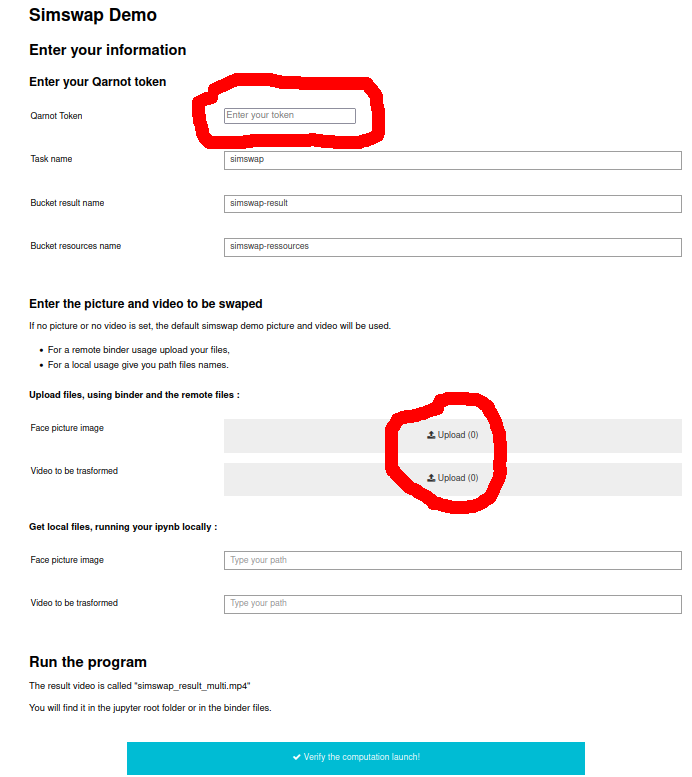 Simswap Demo
Enter your information
Enter your Qarnot token
Qarnot Token
Enter your token
Task name
simswap
Bucket result name
simswap-result
Bucket resources name
simswap-ressources
Enter the picture and video to be swaped
If no picture or no video is set, the default simswap demo picture and video will be used.
• For a remote binder usage upload your files,
• For a local usage give you path files names.
Upload files, using binder and the remote files :
Face picture image
Upload (0)
Video to be trasformed
Upload (0)
Get local files, running your ipynb locally :
Face picture image
Type your path
Video to be trasformed
Type your path
Run the program
The result video is called "simswap_result_multi.mp4"
You will find it in the jupyter root folder or in the binder files.
✔ Verify the computation launch!